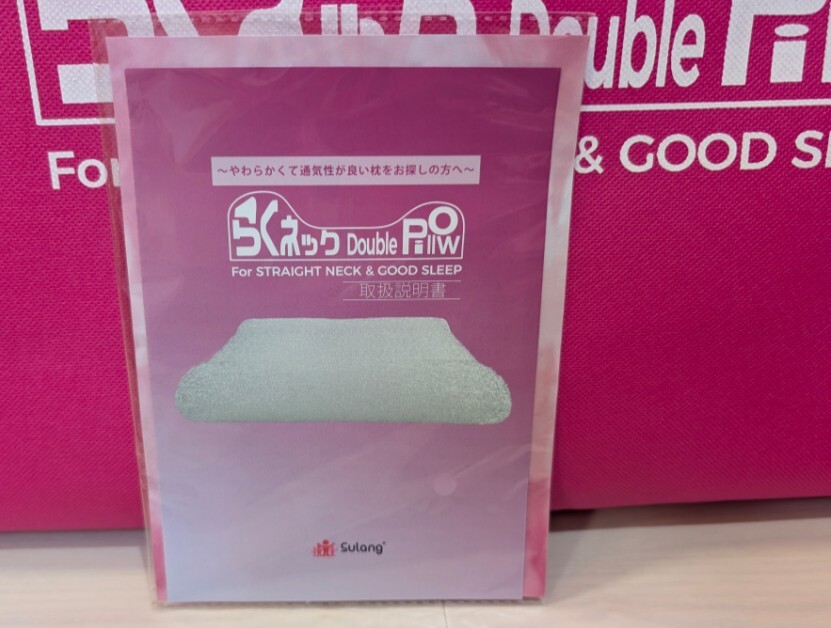 Double Pi
For
& GOOD
～やわらかくて通気性が良い枕をお探しの方へ～
らくネック Double Pillow
For STRAIGHT NECK & GOOD SLEEP
取扱説明書
Sulang